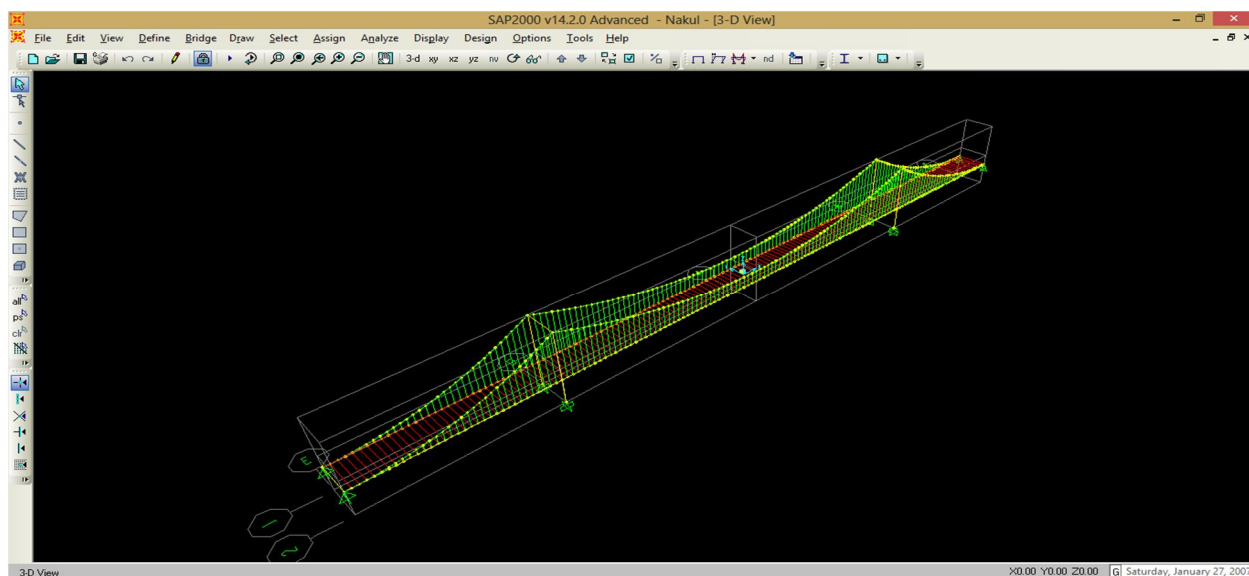 SAP2000 v14.2.0 Advanced - Nakul - [3-D View]
File Edit View Define Bridge Draw Select Assign Analyze Display Design Options Tools Help
3-d xy xz yz nv nd
all
ps
clr
E
1
2
3-D View X0.00 Y0.00 Z0.00 G Saturday, January 27, 2007